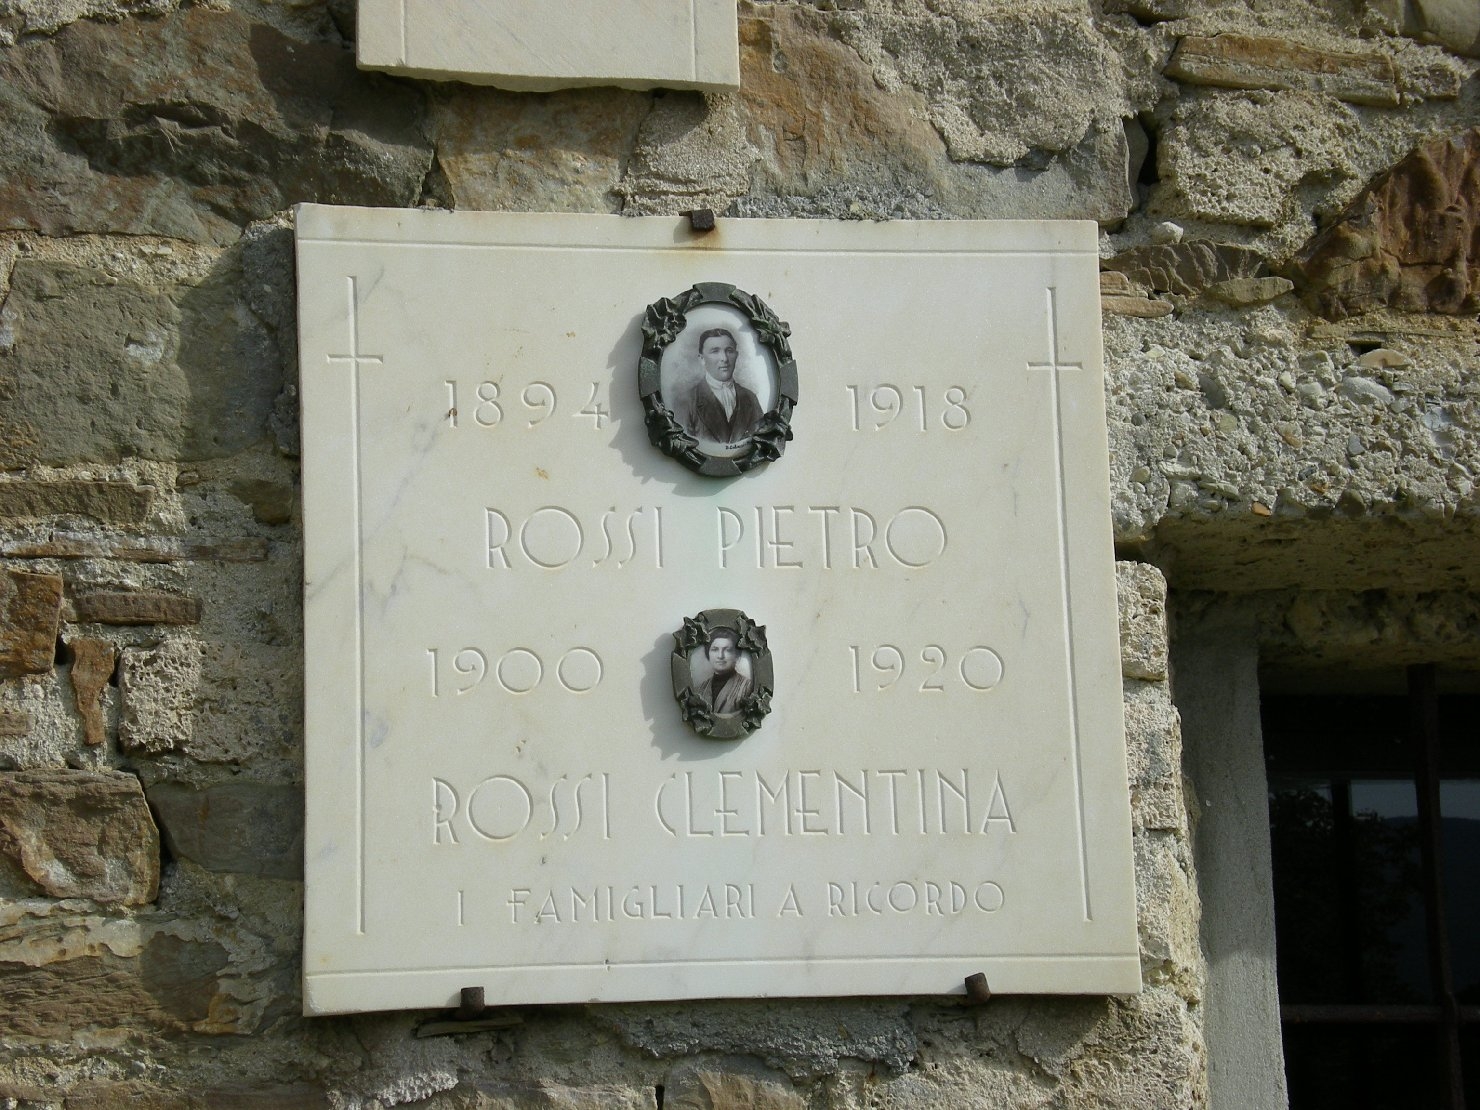 1894 1918
ROSSI PIETRO
1900 1920
ROSSI CLEMENTINA
I FAMIGLIARI A RICORDO